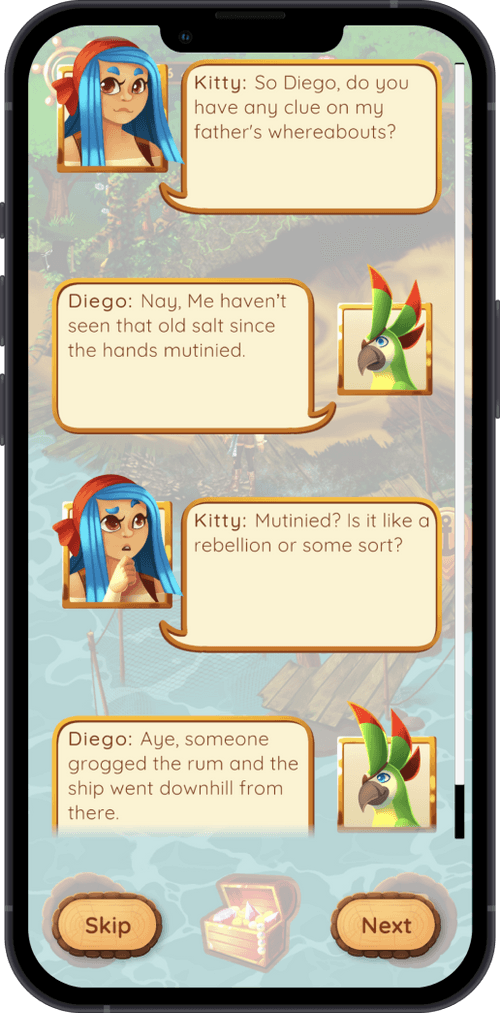 Kitty: So Diego, do you
have any clue on my
father's whereabouts?
Diego: Nay, Me haven't
seen that old salt since
the hands mutinied.
Kitty: Mutinied? Is it like a
rebellion or some sort?
Diego: Aye, someone
grogged the rum and the
ship went downhill from
there.
Skip
Next